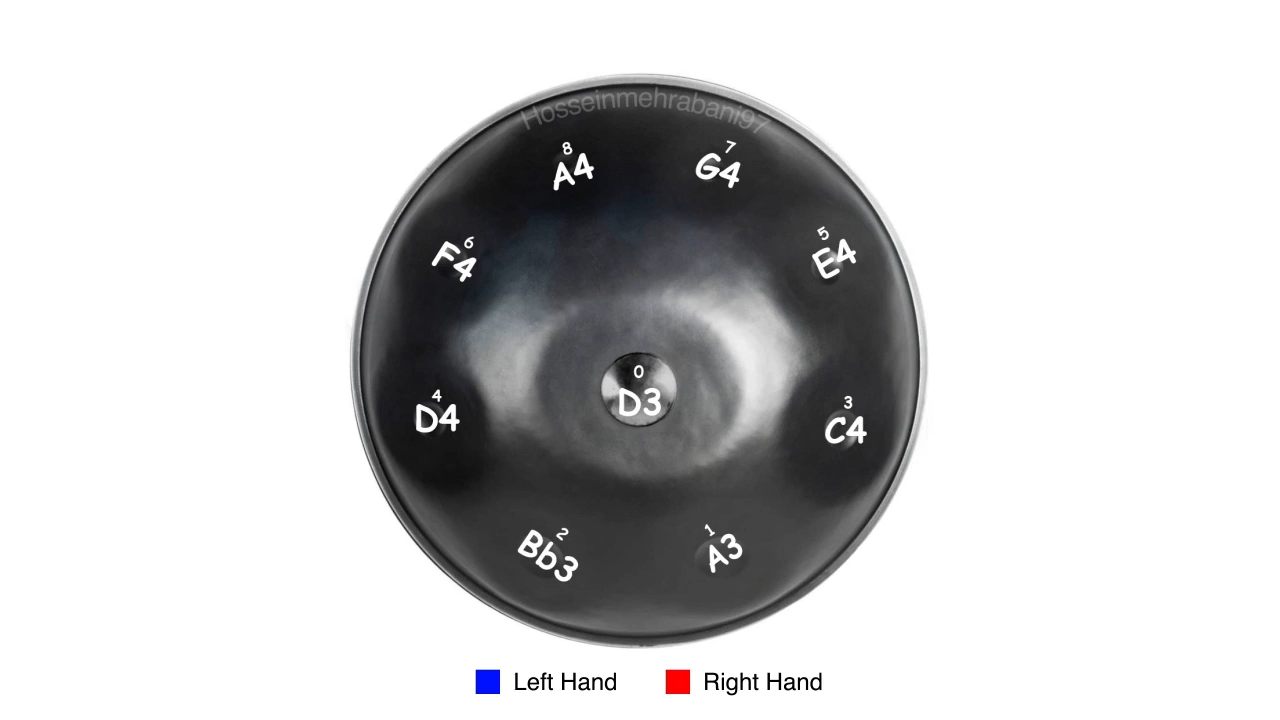 Hosseinmehrabani97
8
A4
7
G4
6
F4
5
E4
4
D4
0
D3
3
C4
2
Bb3
1
A3
Left Hand
Right Hand